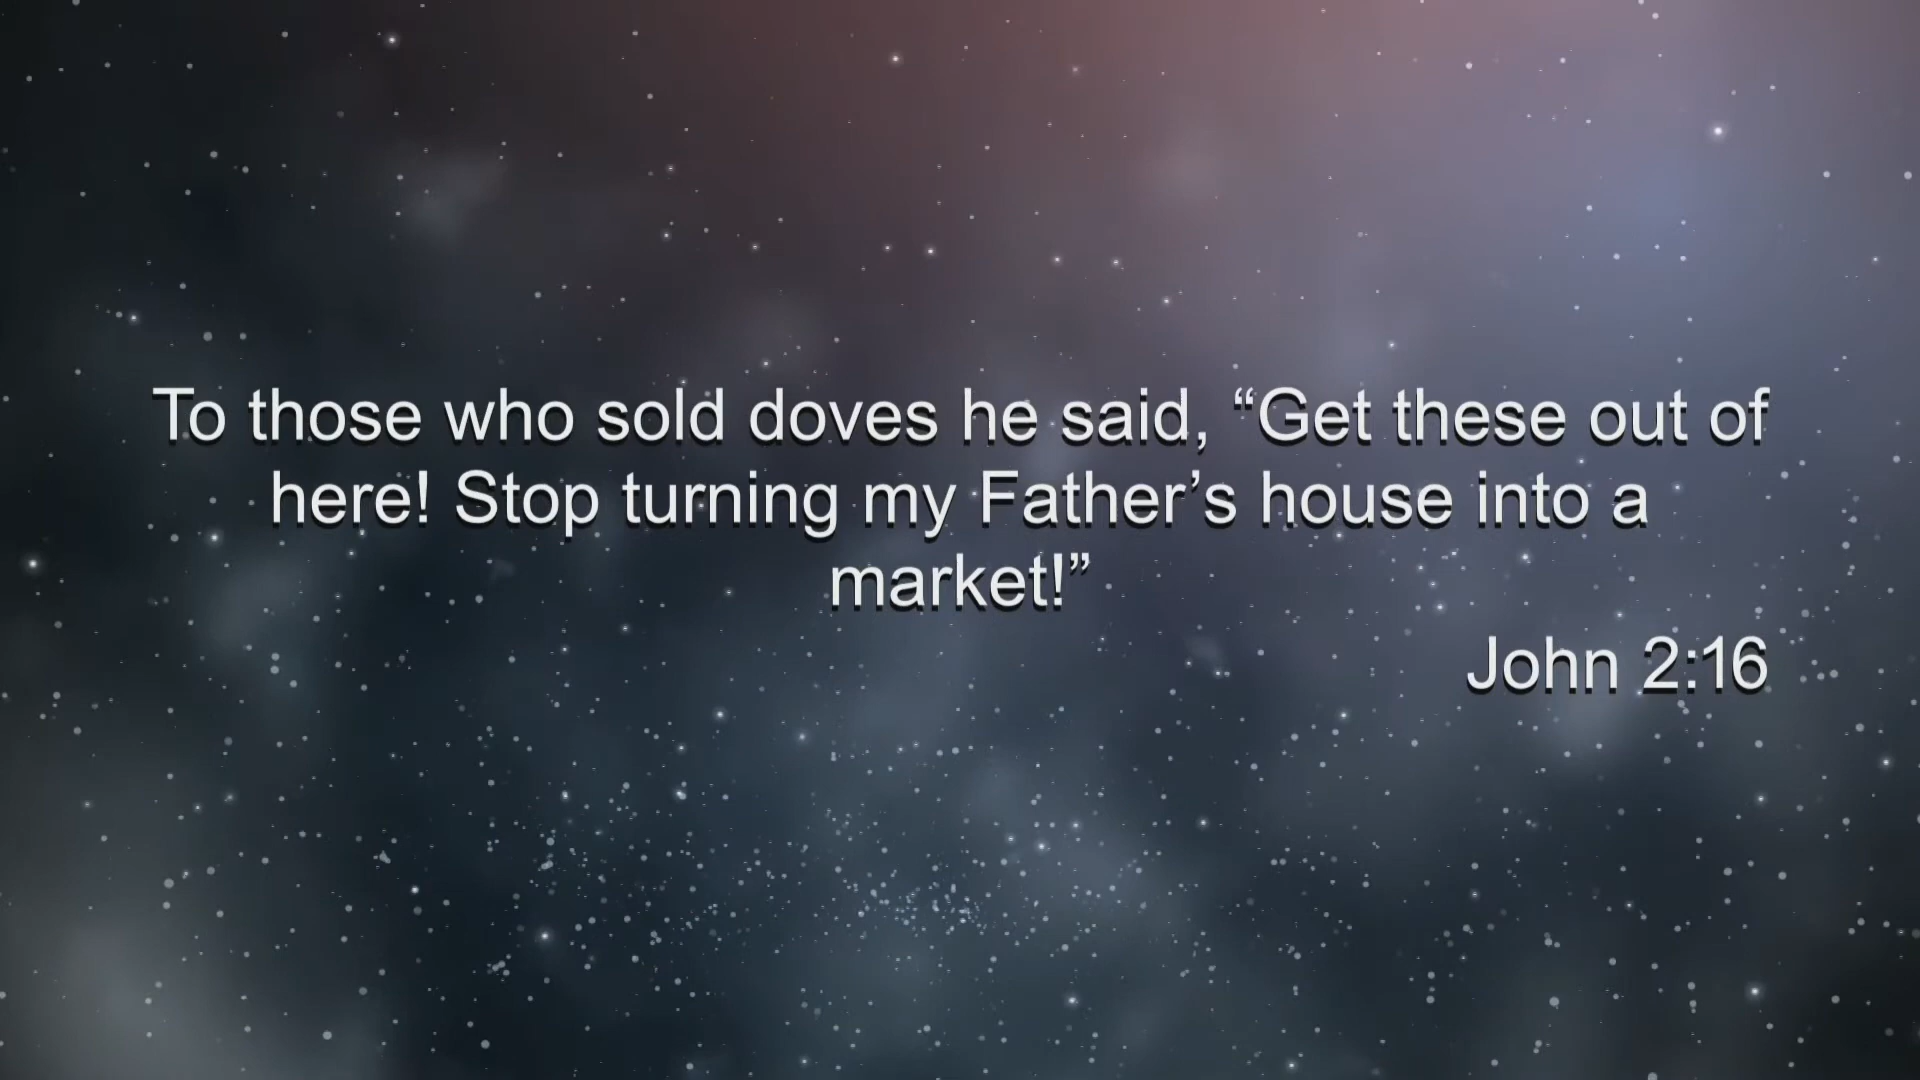 To those who sold doves he said, “Get these out of
here! Stop turning my Father’s house into a
market!”
John 2:16